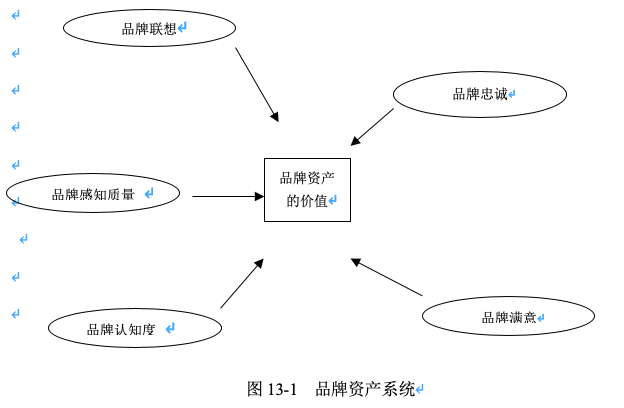 品牌联想
品牌忠诚
品牌资产
的价值
品牌感知质量
品牌认知度
品牌满意
图 13-1 品牌资产系统